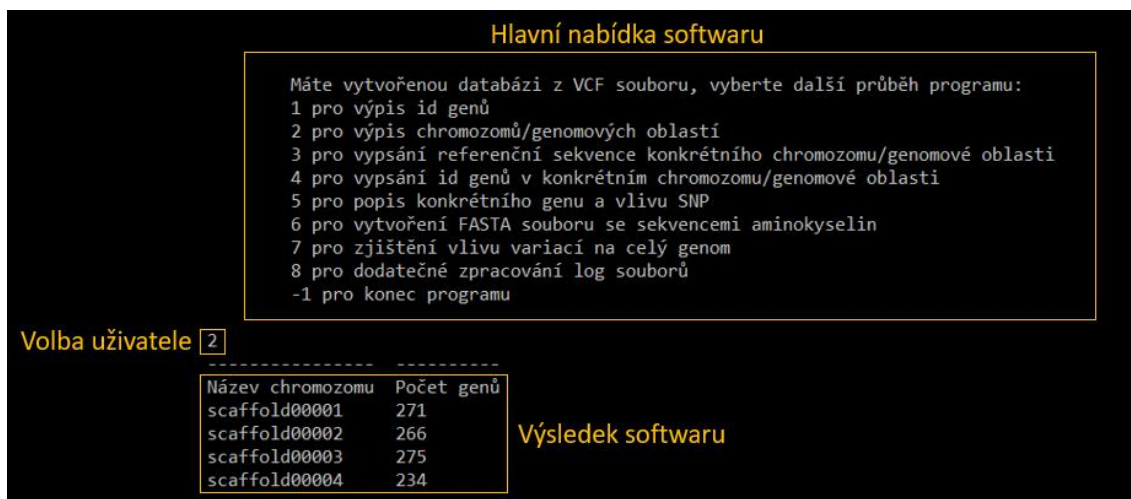 Hlavní nabídka softwaru
Máte vytvořenou databázi z VCF souboru, vyberte další průběh programu:
1 pro výpis id genů
2 pro výpis chromozomů/genomových oblastí
3 pro vypsání referenční sekvence konkrétního chromozomu/genomové oblasti
4 pro vypsání id genů v konkrétním chromozomu/genomové oblasti
5 pro popis konkrétního genu a vlivu SNP
6 pro vytvoření FASTA souboru se sekvencemi aminokyselin
7 pro zjištění vlivu variací na celý genom
8 pro dodatečné zpracování log souborů
-1 pro konec programu
Volba uživatele 2
---------------- ----------
Název chromozomu Počet genů
scaffold00001 271
scaffold00002 266
scaffold00003 275
scaffold00004 234
Výsledek softwaru